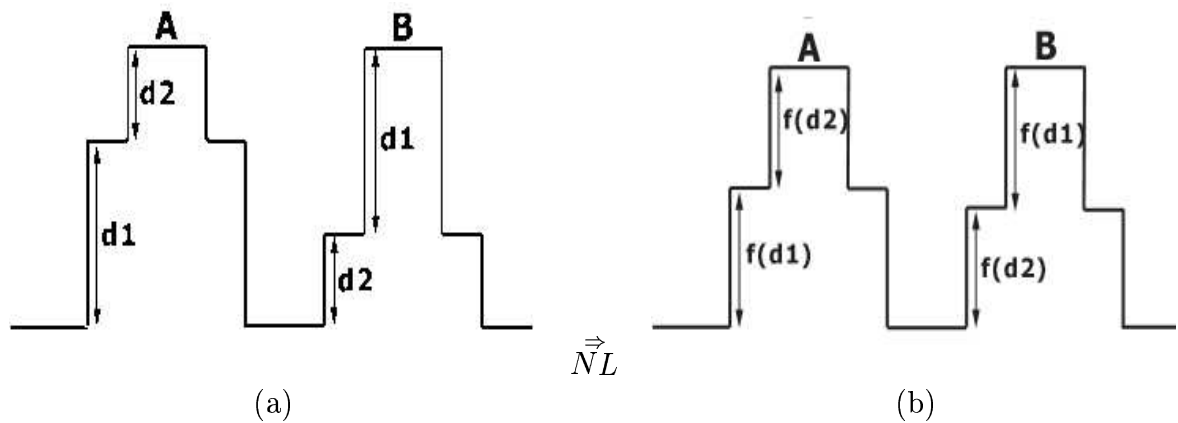 A B
d2
d1
d1
d2
A B
f(d2)
f(d1)
f(d1)
f(d2)
⇒
NL
(a) (b)